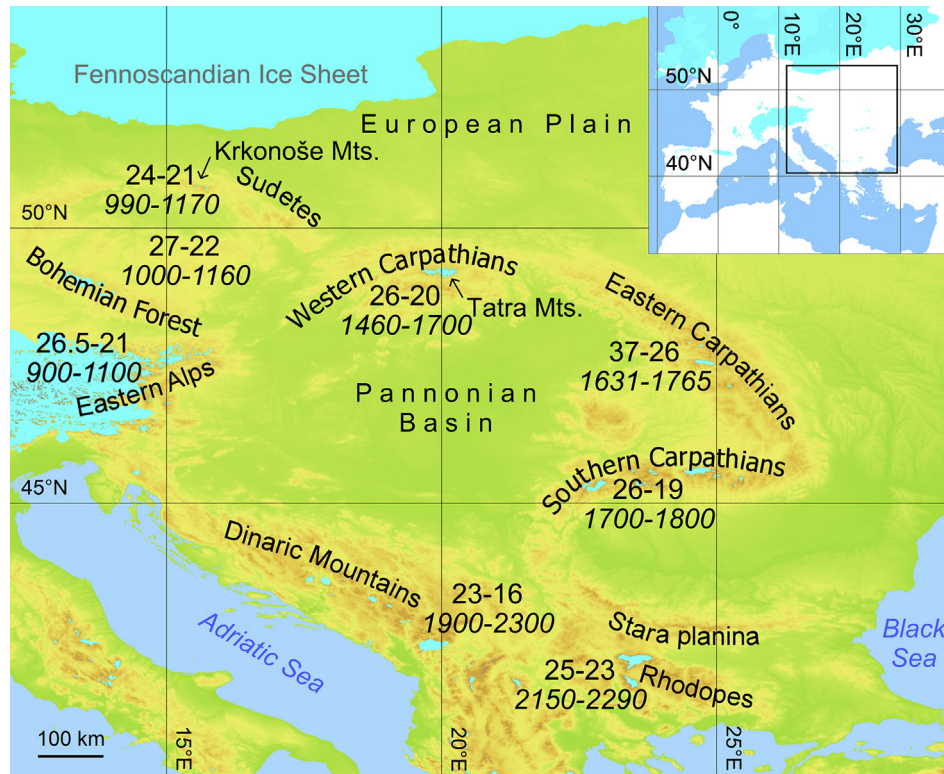 Fennoscandian Ice Sheet
European Plain
0°
10°E
20°E
30°E
50°N
40°N
Krkonoše Mts.
24-21
990-1170
Sudetes
50°N
27-22
1000-1160
Bohemian Forest
Western Carpathians
26-20
1460-1700
Tatra Mts.
Eastern Carpathians
26.5-21
900-1100
Eastern Alps
37-26
1631-1765
Pannonian
Basin
Southern Carpathians
26-19
1700-1800
45°N
Dinaric Mountains
23-16
1900-2300
Adriatic Sea
Stara planina
Black
Sea
25-23
2150-2290
Rhodopes
100 km
15°E
20°E
25°E